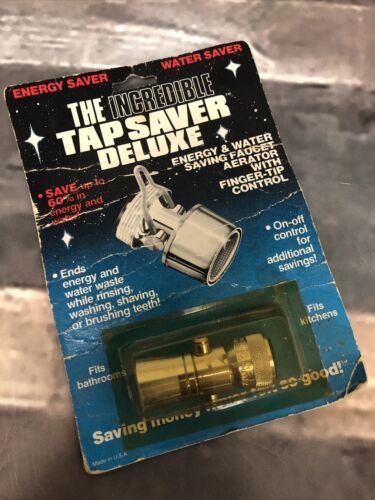 ENERGY SAVER
WATER SAVER
THE INCREDIBLE
TAP SAVER
DELUXE
ENERGY & WATER
SAVING FAUCET
AERATOR
WITH
FINGER-TIP
CONTROL
• SAVE up to
60% in
energy and
water
• On-off
control
for
additional
savings!
• Ends
energy and
water waste
while rinsing,
washing, shaving,
or brushing teeth!
Fits
bathrooms
Fits
kitchens
Saving money so good!"
Made in U.S.A.